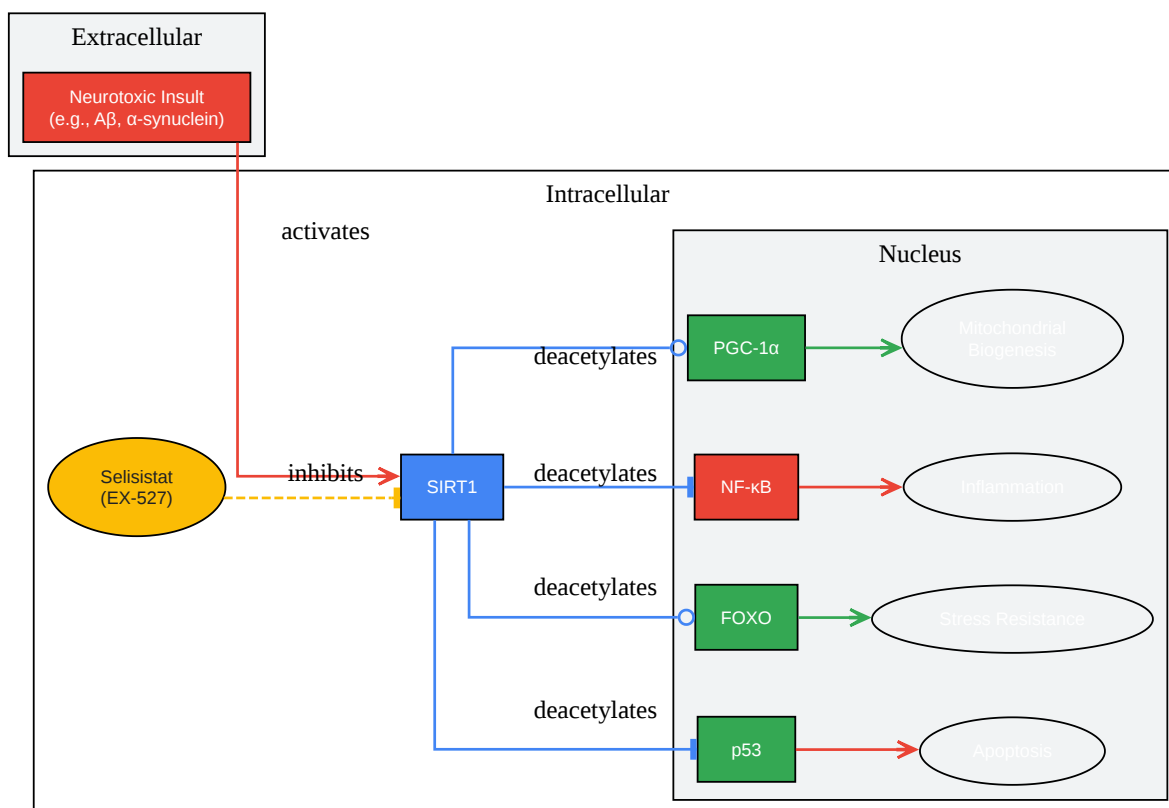 Extracellular
Neurotoxic Insult
(e.g., Aβ, α-synuclein)
Intracellular
activates
Nucleus
Mitochondrial
Biogenesis
PGC-1α
deacetylates
Selisistat
(EX-527)
inhibits
SIRT1
deacetylates
NF-κB
Inflammation
deacetylates
FOXO
Stress Resistance
deacetylates
p53
Apoptosis